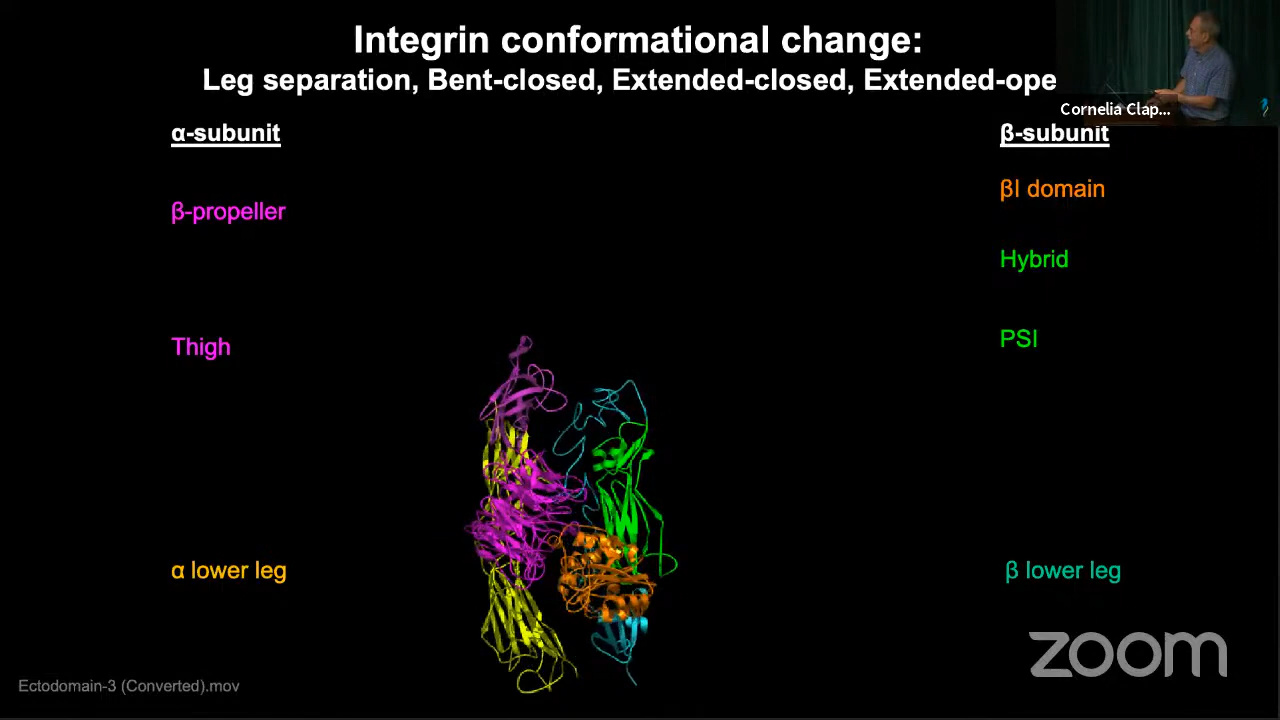 Integrin conformational change:
Leg separation, Bent-closed, Extended-closed, Extended-ope
Cornelia Clap...
α-subunit
β-subunit
βI domain
β-propeller
Hybrid
PSI
Thigh
α lower leg
β lower leg
zoom
Ectodomain-3 (Converted).mov